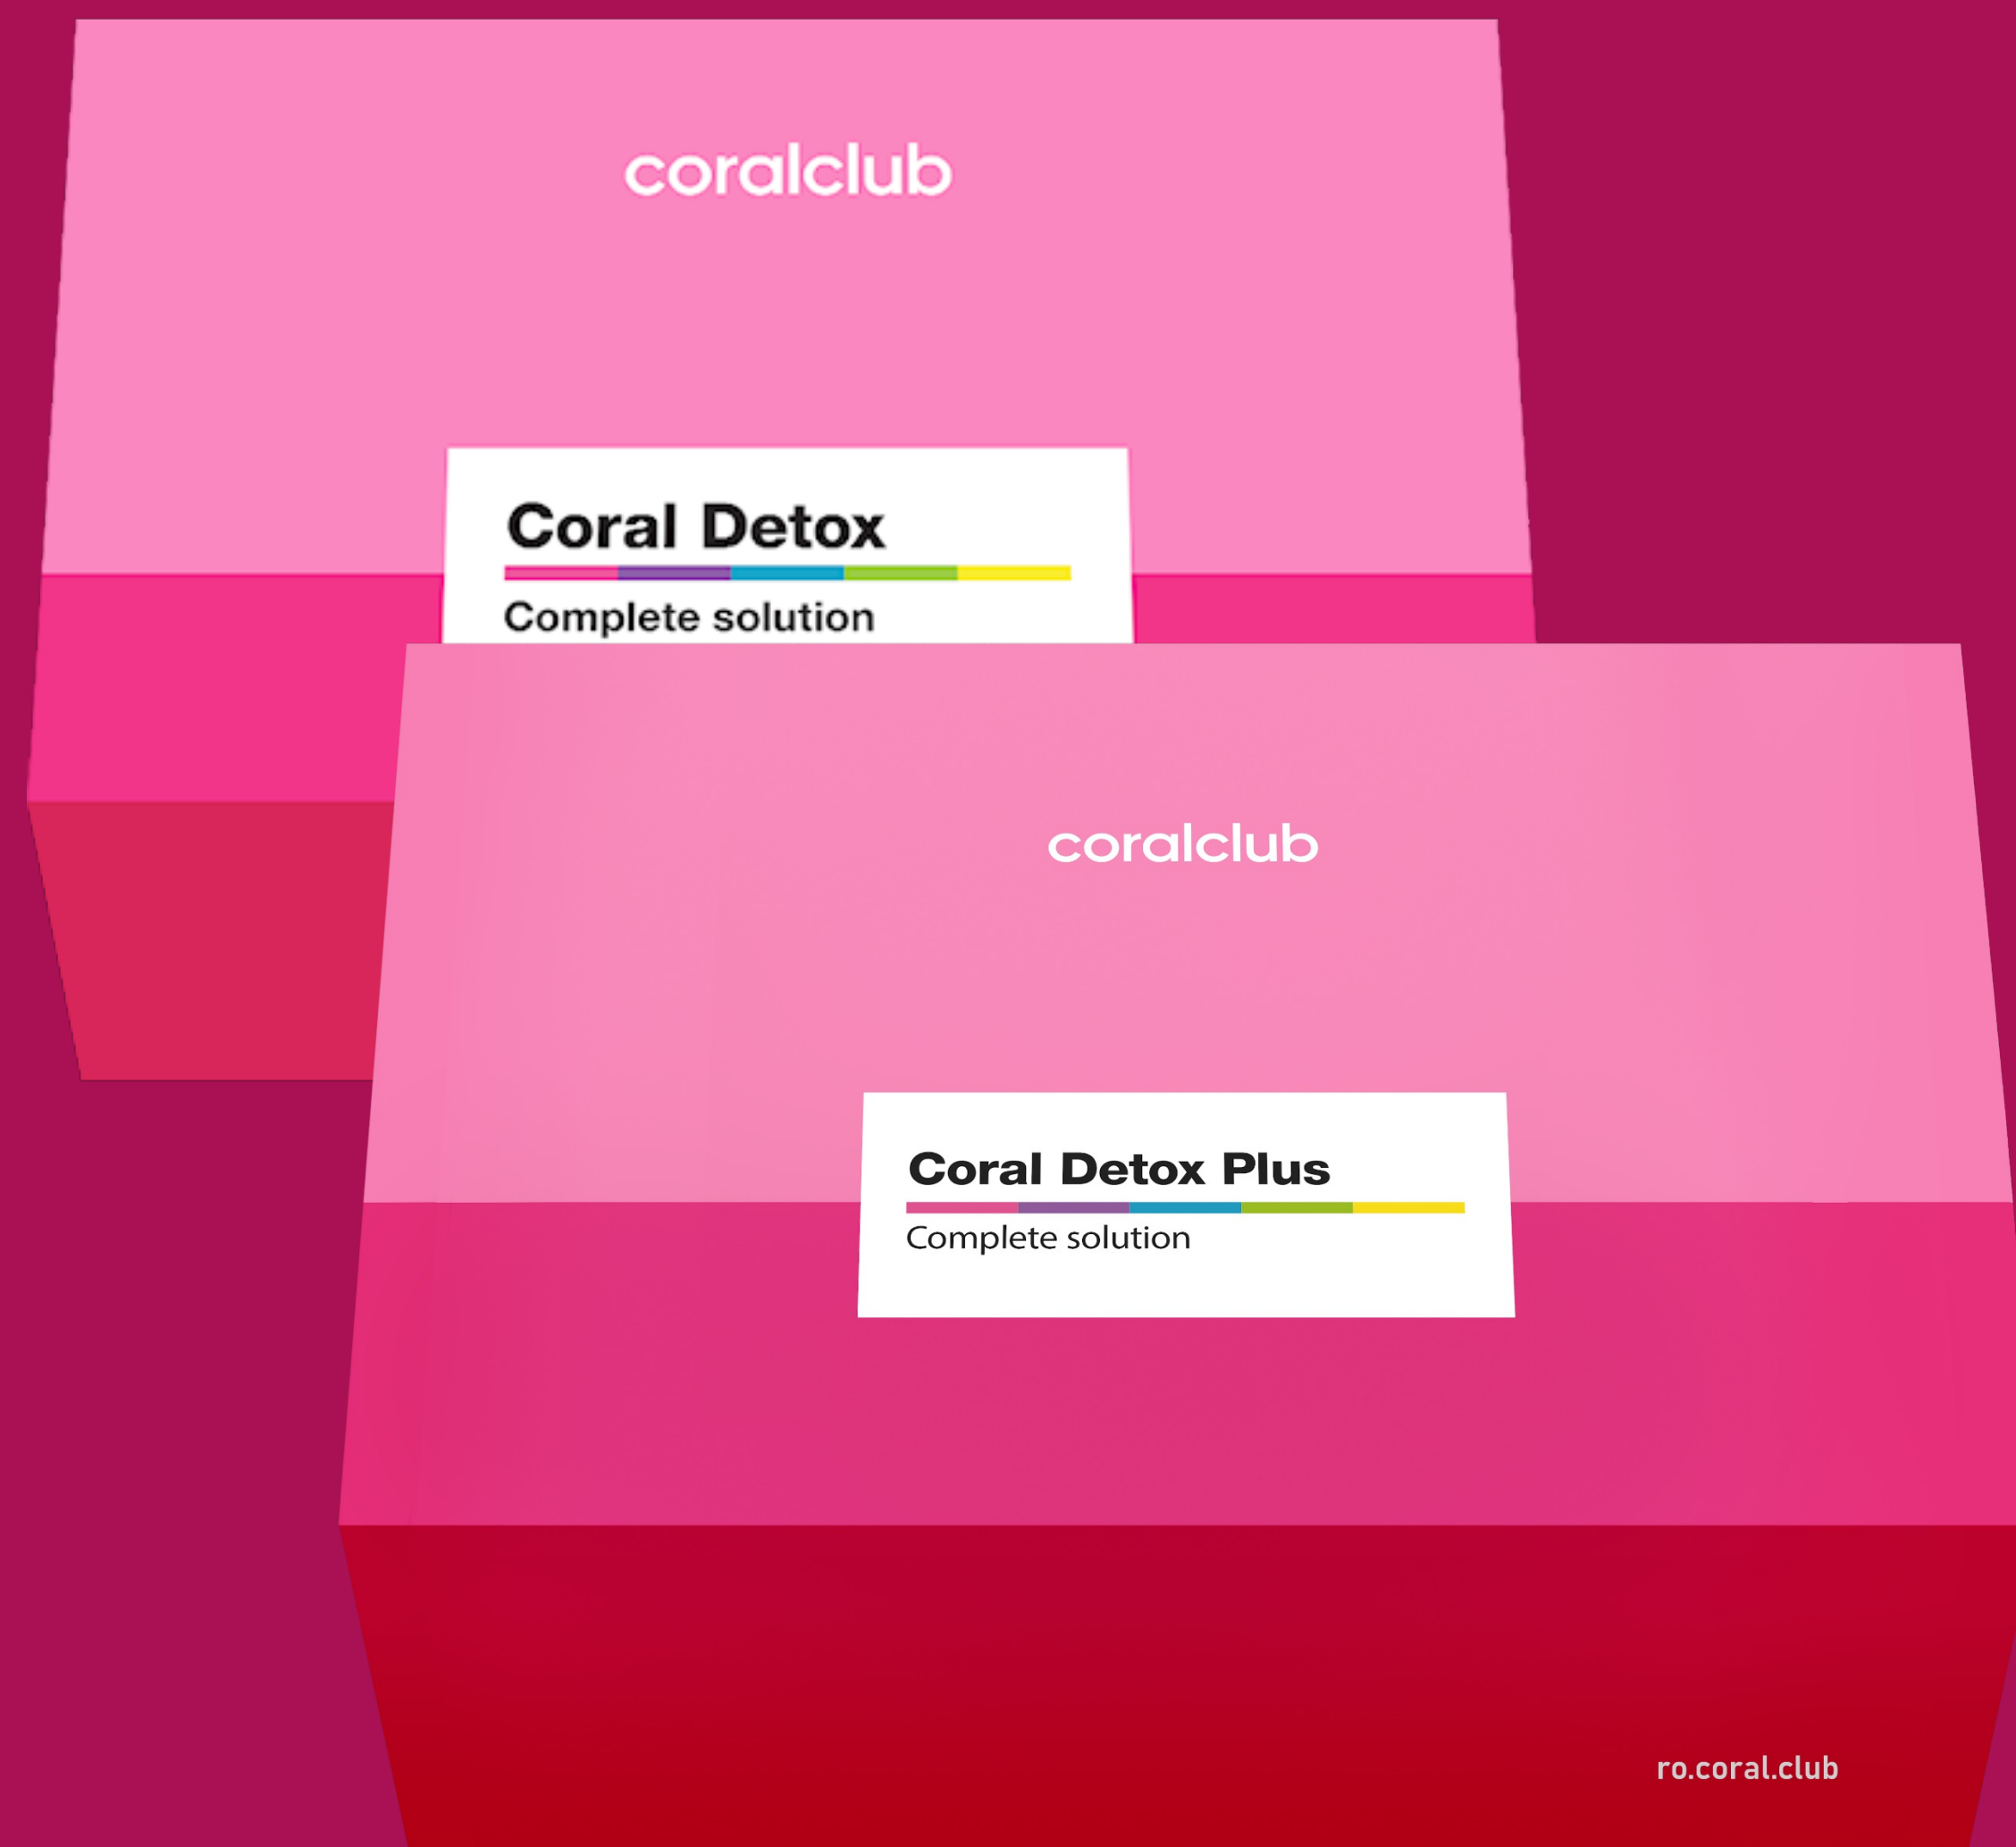 coralclub
Coral Detox
Complete solution
coralclub
Coral Detox Plus
Complete solution
ro.coral.club